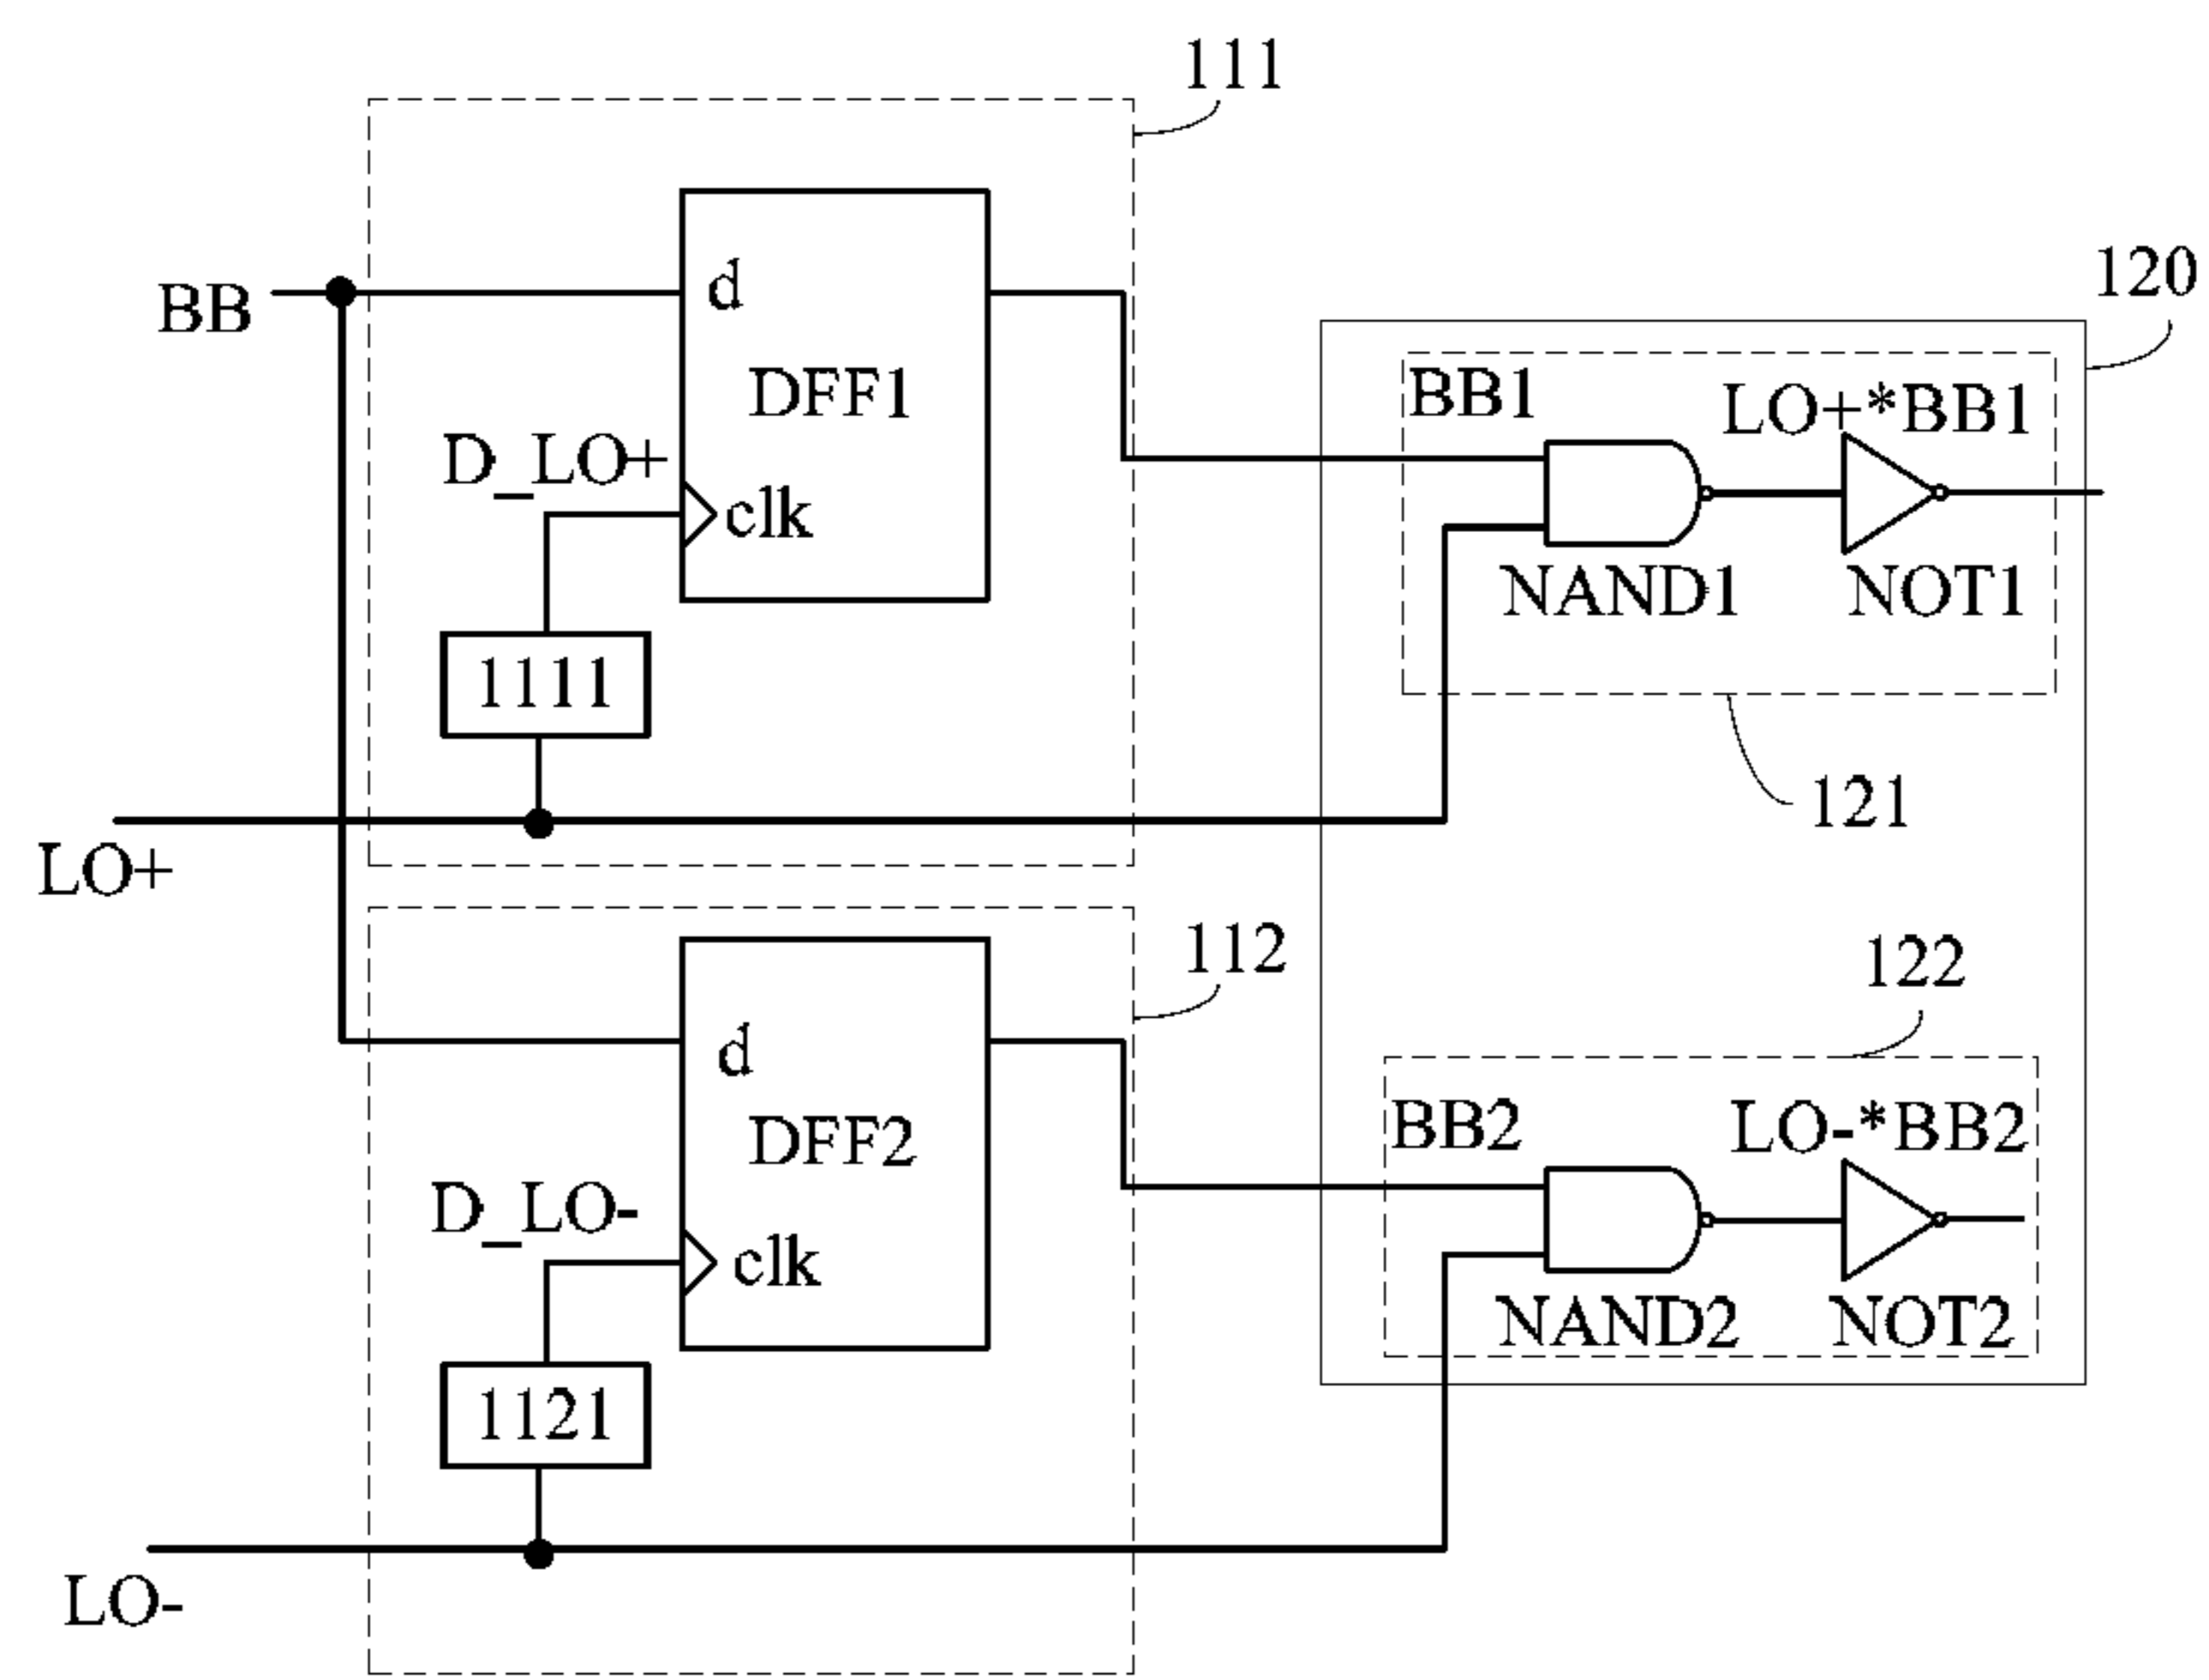 111
BB
d
DFF1
D_LO+
clk
1111
LO+
120
BB1
LO+*BB1
NAND1
NOT1
121
112
d
DFF2
D_LO-
clk
1121
LO-
122
BB2
LO-*BB2
NAND2
NOT2